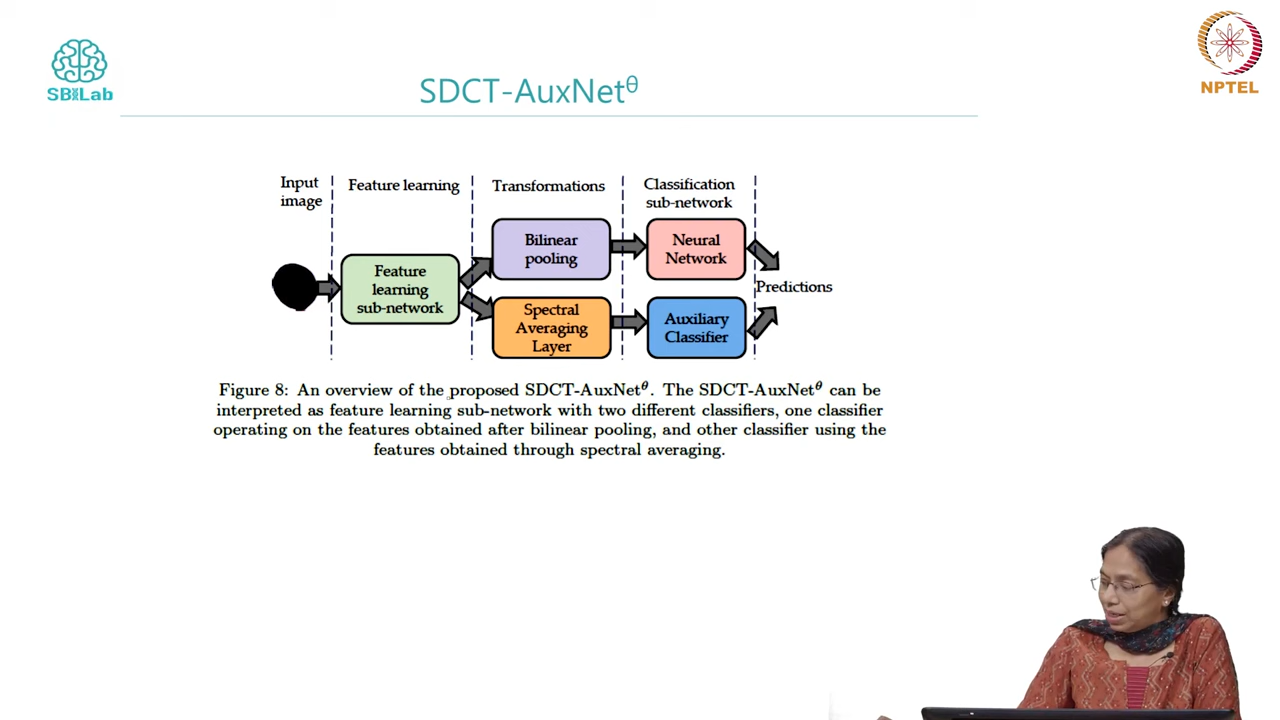 SBILab
NPTEL
SDCT-AuxNetᶿ
Input
image
Feature learning
Transformations
Classification
sub-network
Feature
learning
sub-network
Bilinear
pooling
Neural
Network
Spectral
Averaging
Layer
Auxiliary
Classifier
Predictions
Figure 8: An overview of the proposed SDCT-AuxNetᶿ. The SDCT-AuxNetᶿ can be
interpreted as feature learning sub-network with two different classifiers, one classifier
operating on the features obtained after bilinear pooling, and other classifier using the
features obtained through spectral averaging.